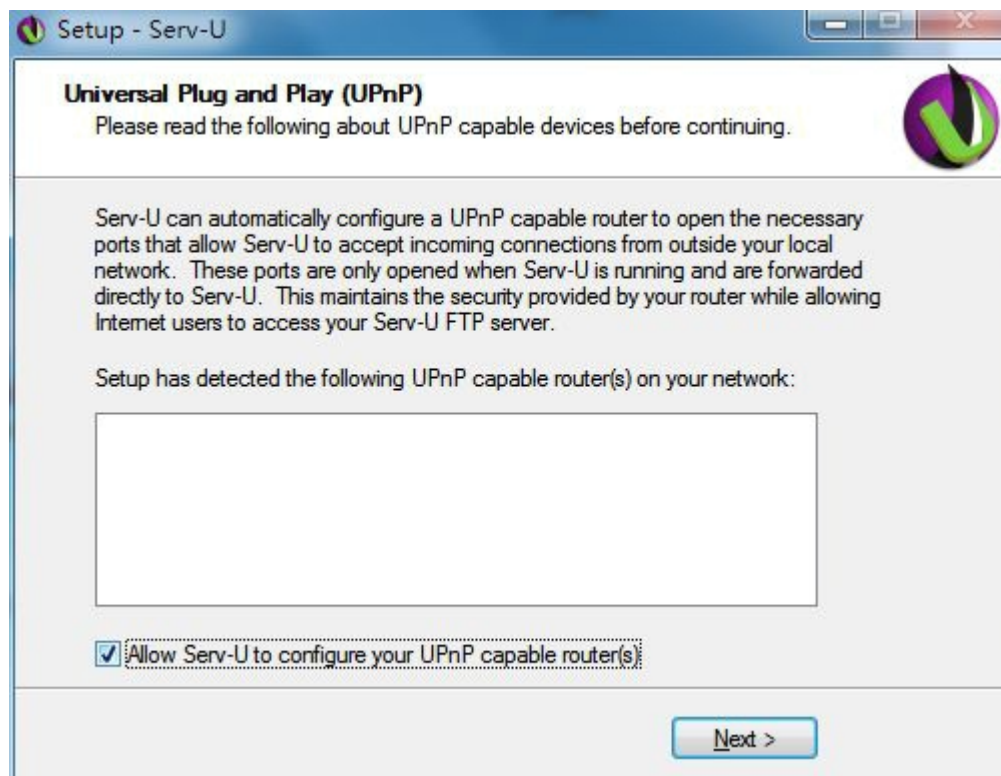 Setup - Serv-U
Universal Plug and Play (UPnP)
Please read the following about UPnP capable devices before continuing.
Serv-U can automatically configure a UPnP capable router to open the necessary
ports that allow Serv-U to accept incoming connections from outside your local
network.  These ports are only opened when Serv-U is running and are forwarded
directly to Serv-U.  This maintains the security provided by your router while allowing
Internet users to access your Serv-U FTP server.
Setup has detected the following UPnP capable router(s) on your network:
Allow Serv-U to configure your UPnP capable router(s)
Next >